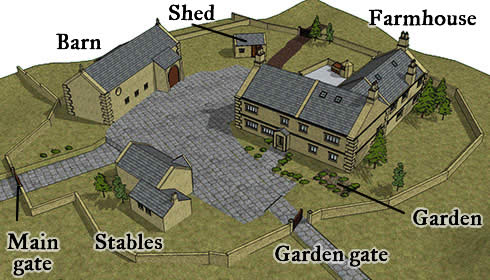 Shed
Farmhouse
Barn
Garden
Main
gate
Stables
Garden gate